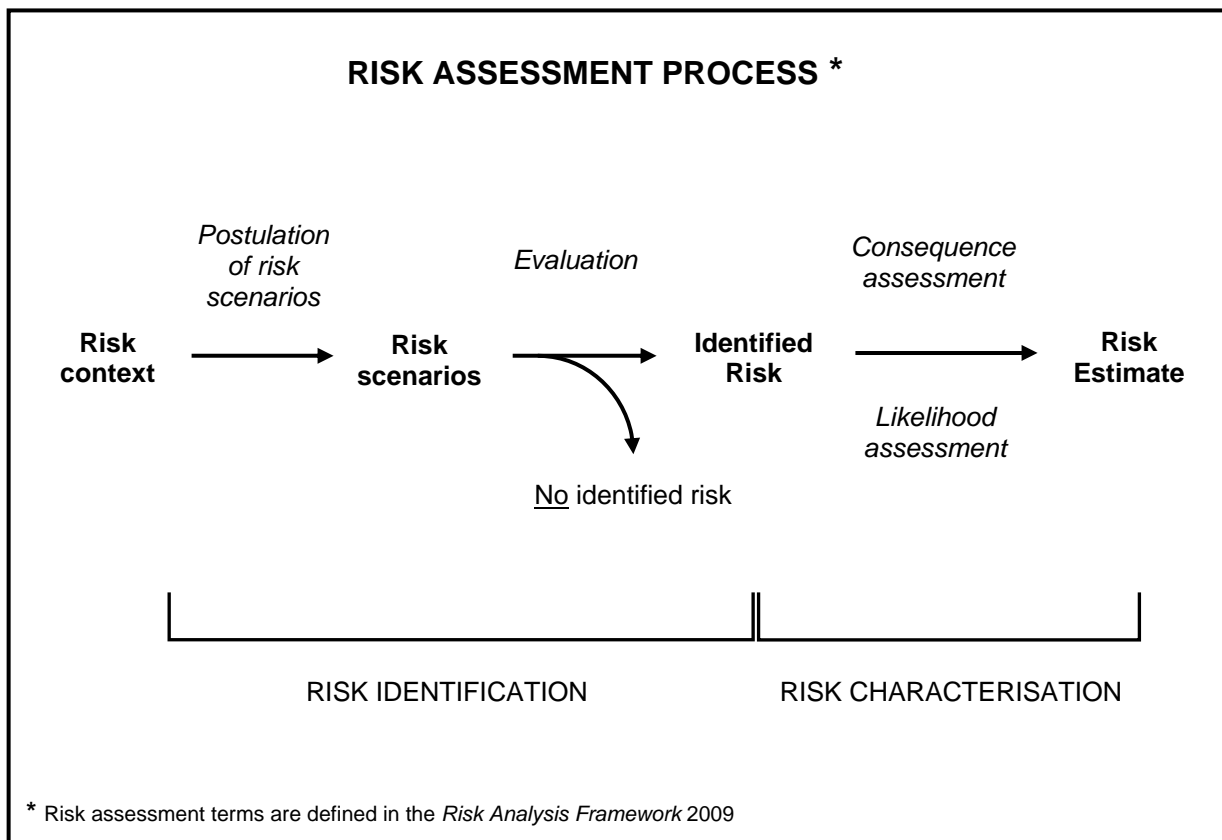 RISK ASSESSMENT PROCESS *
Postulation
of risk
scenarios
Evaluation
Consequence
assessment
Risk
context
Risk
scenarios
Identified
Risk
Risk
Estimate
Likelihood
assessment
No identified risk
RISK IDENTIFICATION
RISK CHARACTERISATION
* Risk assessment terms are defined in the Risk Analysis Framework 2009